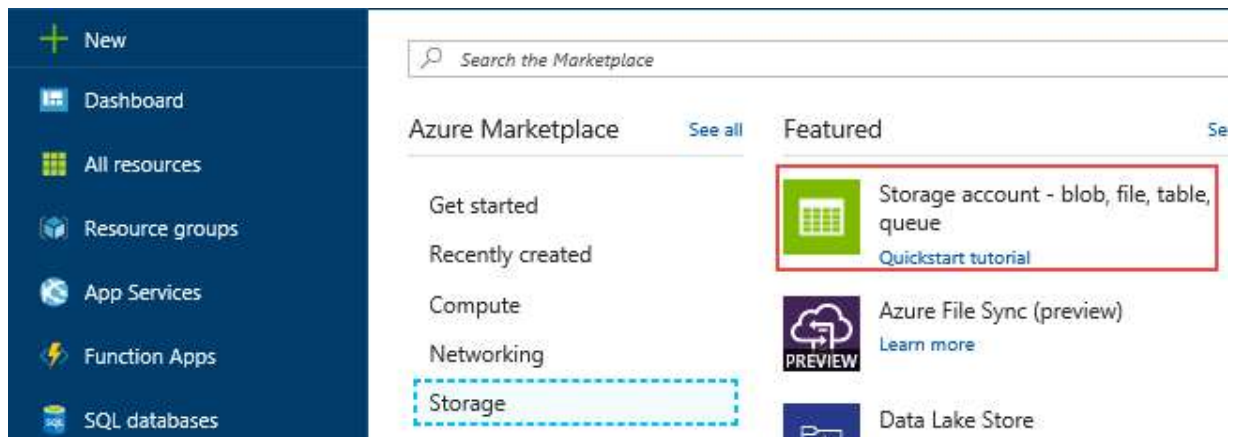 New
Dashboard
All resources
Resource groups
App Services
Function Apps
SQL databases
Search the Marketplace
Azure Marketplace See all
Get started
Recently created
Compute
Networking
Storage
Featured
Storage account - blob, file, table,
queue
Quickstart tutorial
Azure File Sync (preview)
Learn more
PREVIEW
Data Lake Store